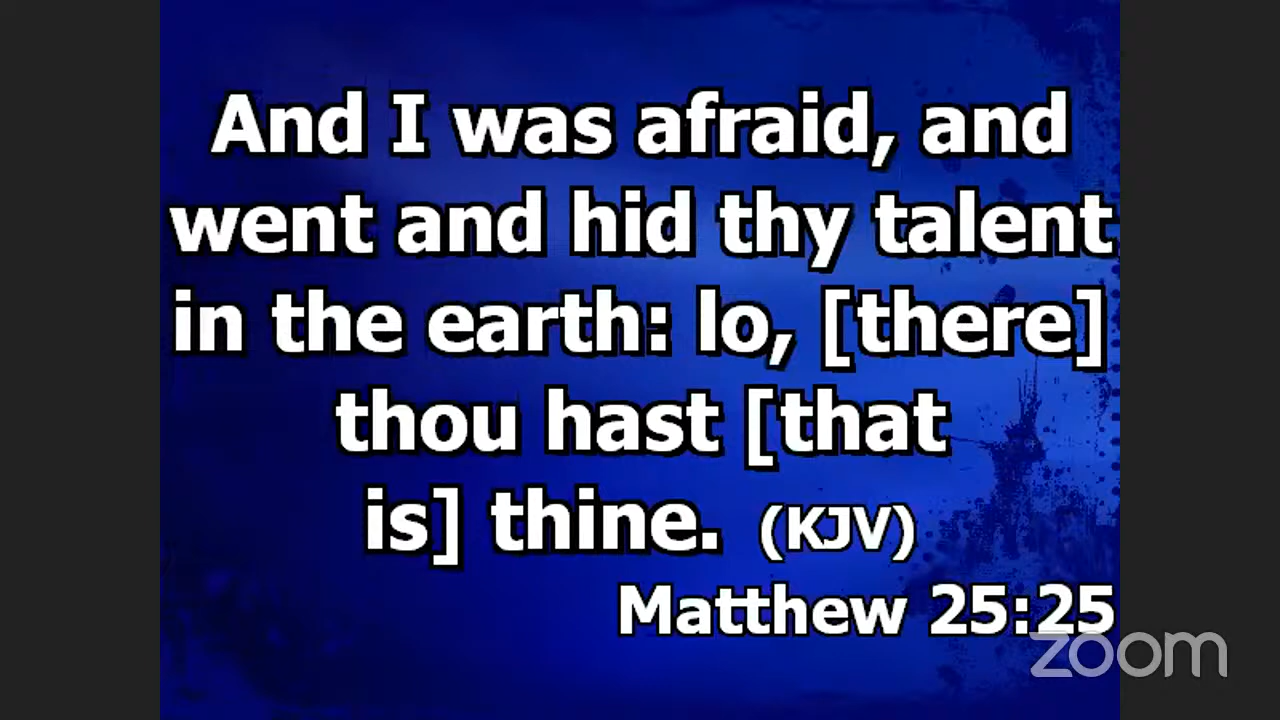 And I was afraid, and
went and hid thy talent
in the earth: lo, [there]
thou hast [that
is] thine. (KJV)
Matthew 25:25
zoom